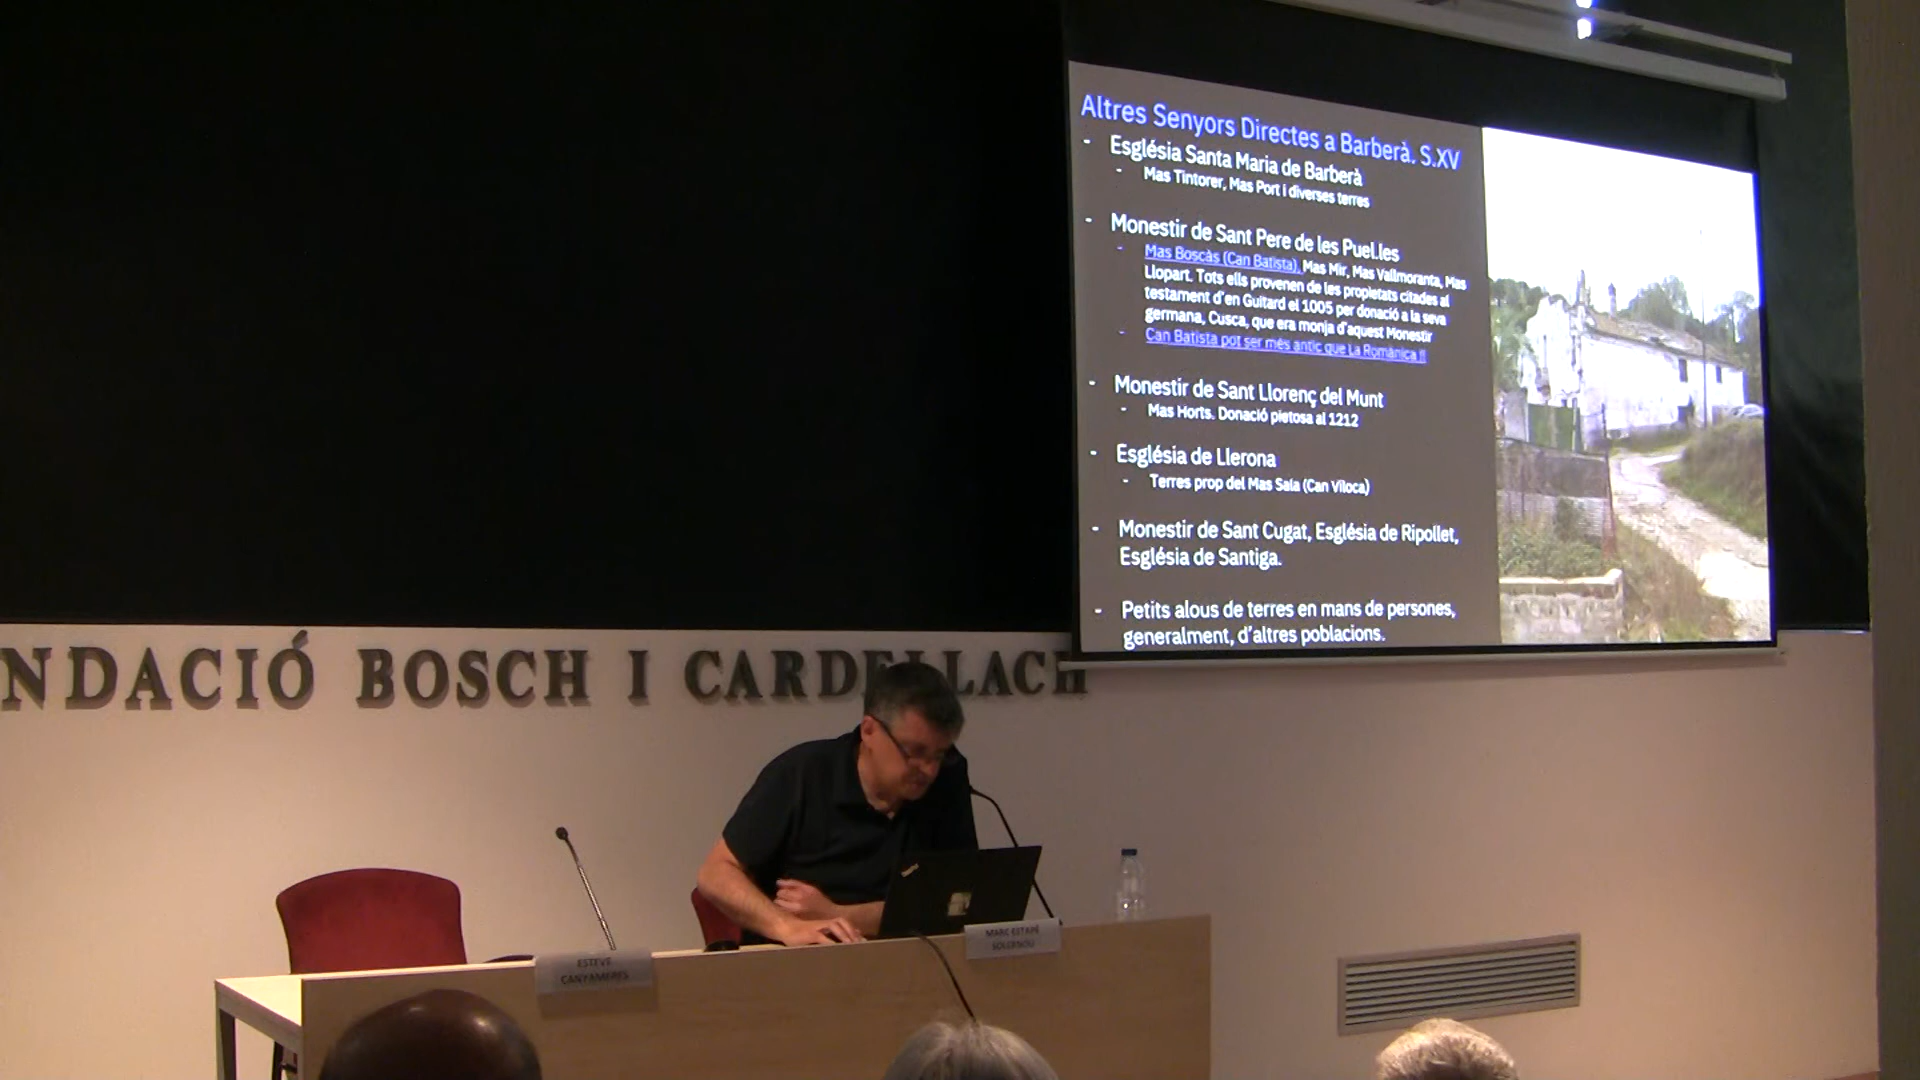 Altres Senyors Directes a Barberà. S.XV
- Església Santa Maria de Barberà
- Mas Tintorer, Mas Port i diverses terres
- Monestir de Sant Pere de les Puel.les
- Mas Boscàs (Can Batista), Mas Mir, Mas Vallmoranta, Mas
Llopart. Tots ells provenen de les propietats citades al
testament d'en Guitard el 1005 per donació a la seva
germana, Cusca, que era monja d'aquest Monestir
- Can Batista pot ser més antic que La Romànica !!
- Monestir de Sant Llorenç del Munt
- Mas Horts. Donació pietosa al 1212
- Església de Llerona
- Terres prop del Mas Sala (Can Viloca)
- Monestir de Sant Cugat, Església de Ripollet,
Església de Santiga.
- Petits alous de terres en mans de persones,
generalment, d'altres poblacions.
NDACIÓ BOSCH I CARDELLACH
MARC ESTAPÉ
ESTEVE
CANYAMERES